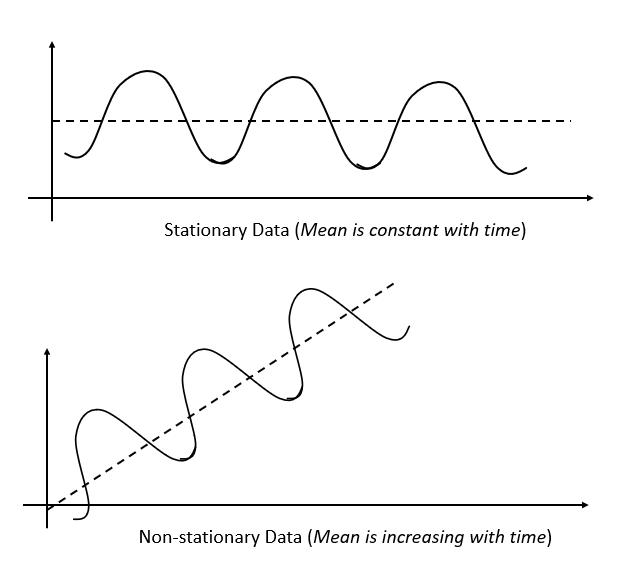 Stationary Data (Mean is constant with time)
Non-stationary Data (Mean is increasing with time)